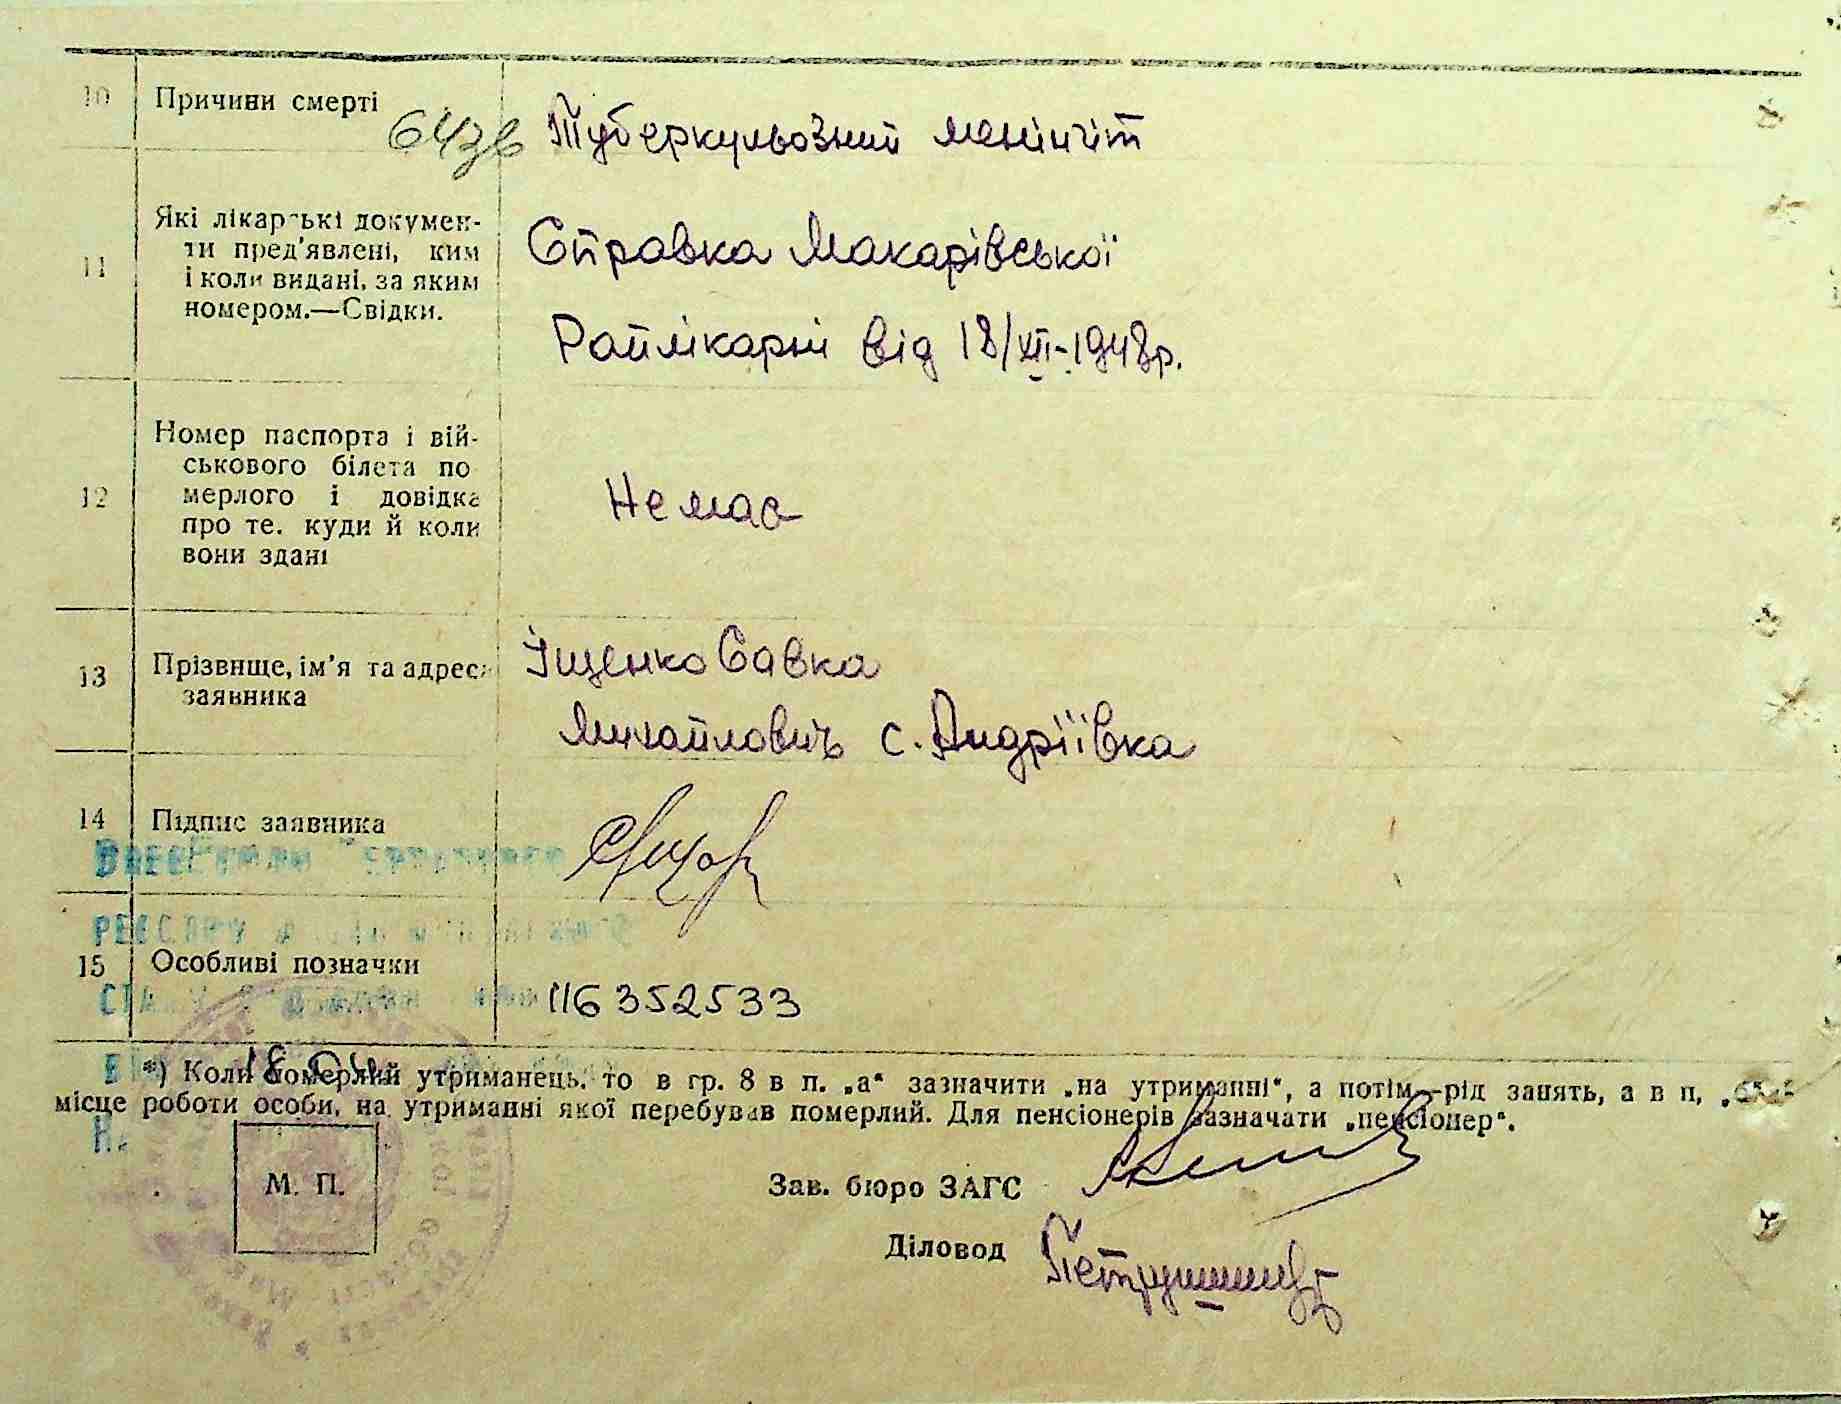 10 Причини смерті Туберкульозний менінгіт
11 Які лікарські докумен-
ти пред'явлені, ким
і коли видані, за яким
номером.—Свідки.
Справка Макарівської
Райлікарні від 18/XII-1948р.
12 Номер паспорта і вій-
ськового білета по
мерлого і довідка
про те. куди й коли
вони здані
Немає
13 Прізвище, ім'я та адреса
заявника
Іщенко Савка
Михайлович с. Андріївка
14 Підпис заявника
РЕЄСТРУ
15 Особливі позначки
116352533
18 04
*) Коли померлий утриманець. то в гр. 8 в п. „а“ зазначити „на утриманні“, а потім—рід занять, а в п,
місце роботи особи, на утриманні якої перебував померлий. Для пенсіонерів зазначати „пенсіонер“.
М. П.
Зав. бюро ЗАГС
Діловод